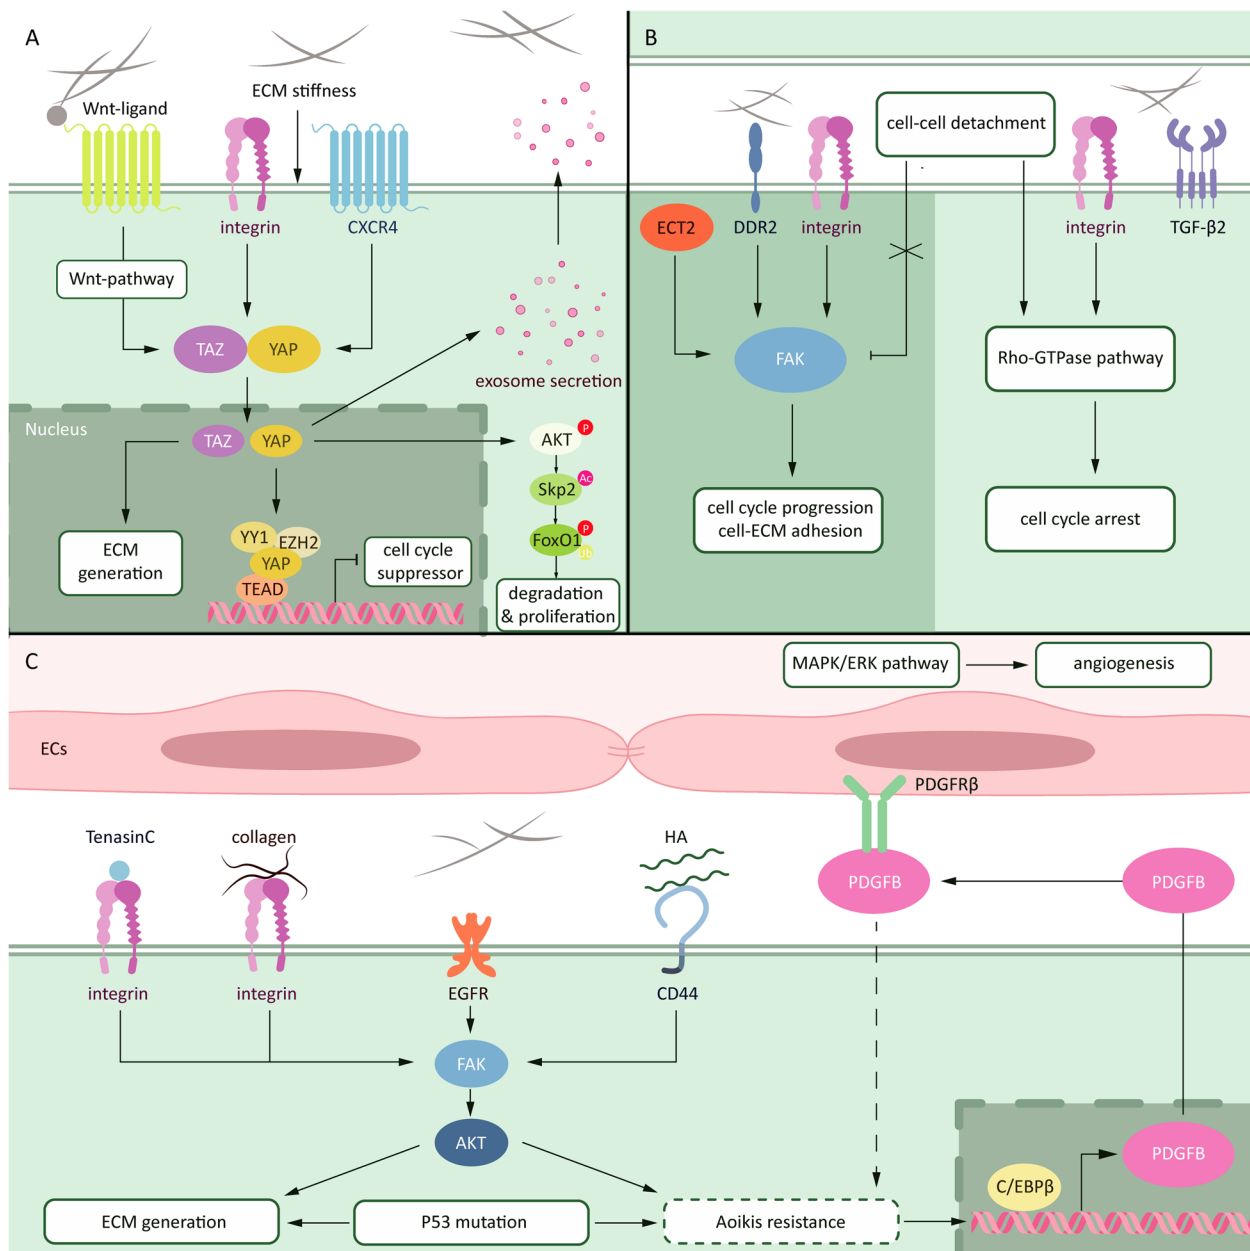 A
Wnt-ligand
ECM stiffness
integrin
CXCR4
Wnt-pathway
TAZ
YAP
exosome secretion
Nucleus
TAZ
YAP
AKT
P
Skp2
Ac
FoxO1
P
Ub
degradation
& proliferation
ECM
generation
YY1
EZH2
YAP
TEAD
cell cycle
suppressor
B
cell-cell detachment
ECT2
DDR2
integrin
integrin
TGF-β2
FAK
Rho-GTPase pathway
cell cycle progression
cell-ECM adhesion
cell cycle arrest
C
MAPK/ERK pathway
angiogenesis
ECs
PDGFRβ
TenasinC
collagen
HA
PDGFB
PDGFB
integrin
integrin
EGFR
CD44
FAK
AKT
PDGFB
C/EBPβ
ECM generation
P53 mutation
Aoikis resistance